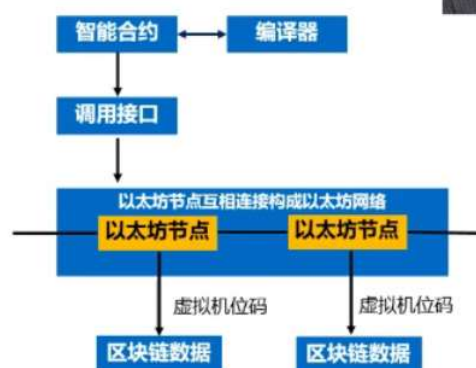 智能合约
编译器
调用接口
以太坊节点互相连接构成以太坊网络
以太坊节点
以太坊节点
虚拟机位码
虚拟机位码
区块链数据
区块链数据